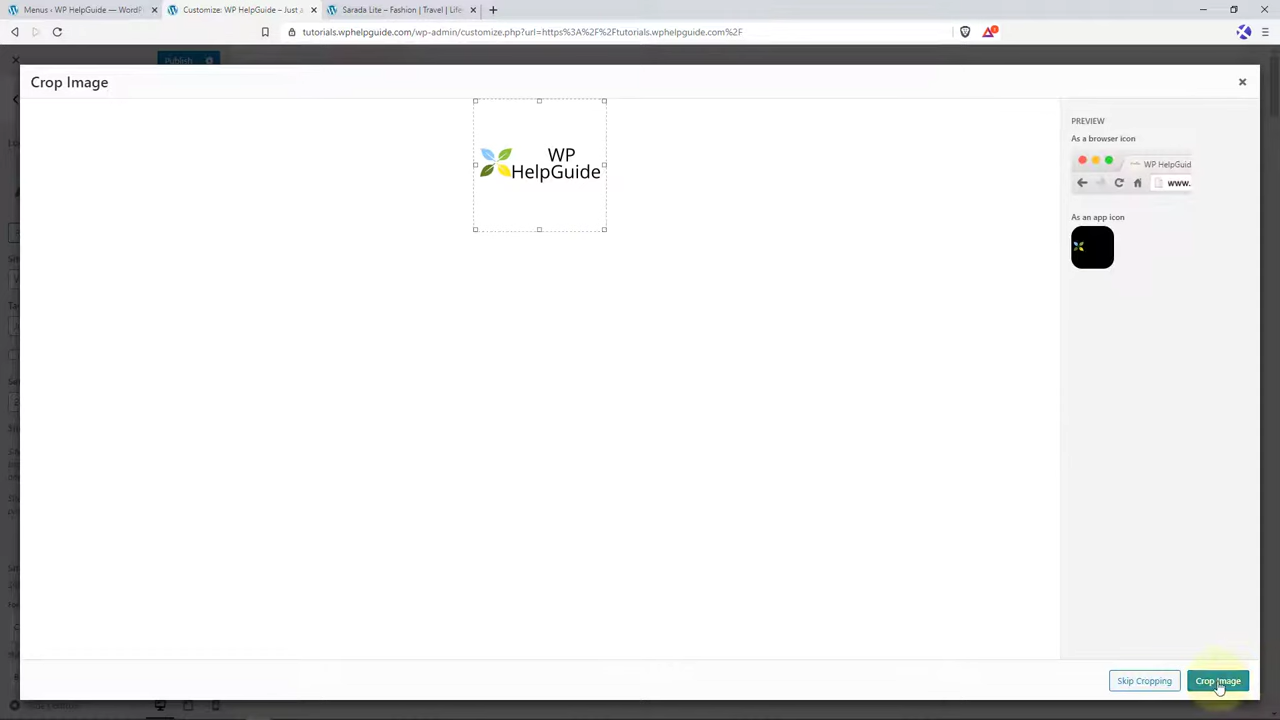 Menus ‹ WP HelpGuide — WordPr
Customize: WP HelpGuide – Just a
Sarada Lite – Fashion | Travel | Life
tutorials.wphelpguide.com/wp-admin/customize.php?url=https%3A%2F%2Ftutorials.wphelpguide.com%2F
Publish
Crop Image
WP
HelpGuide
PREVIEW
As a browser icon
WP HelpGuid
www.
As an app icon
Skip Cropping
Crop Image